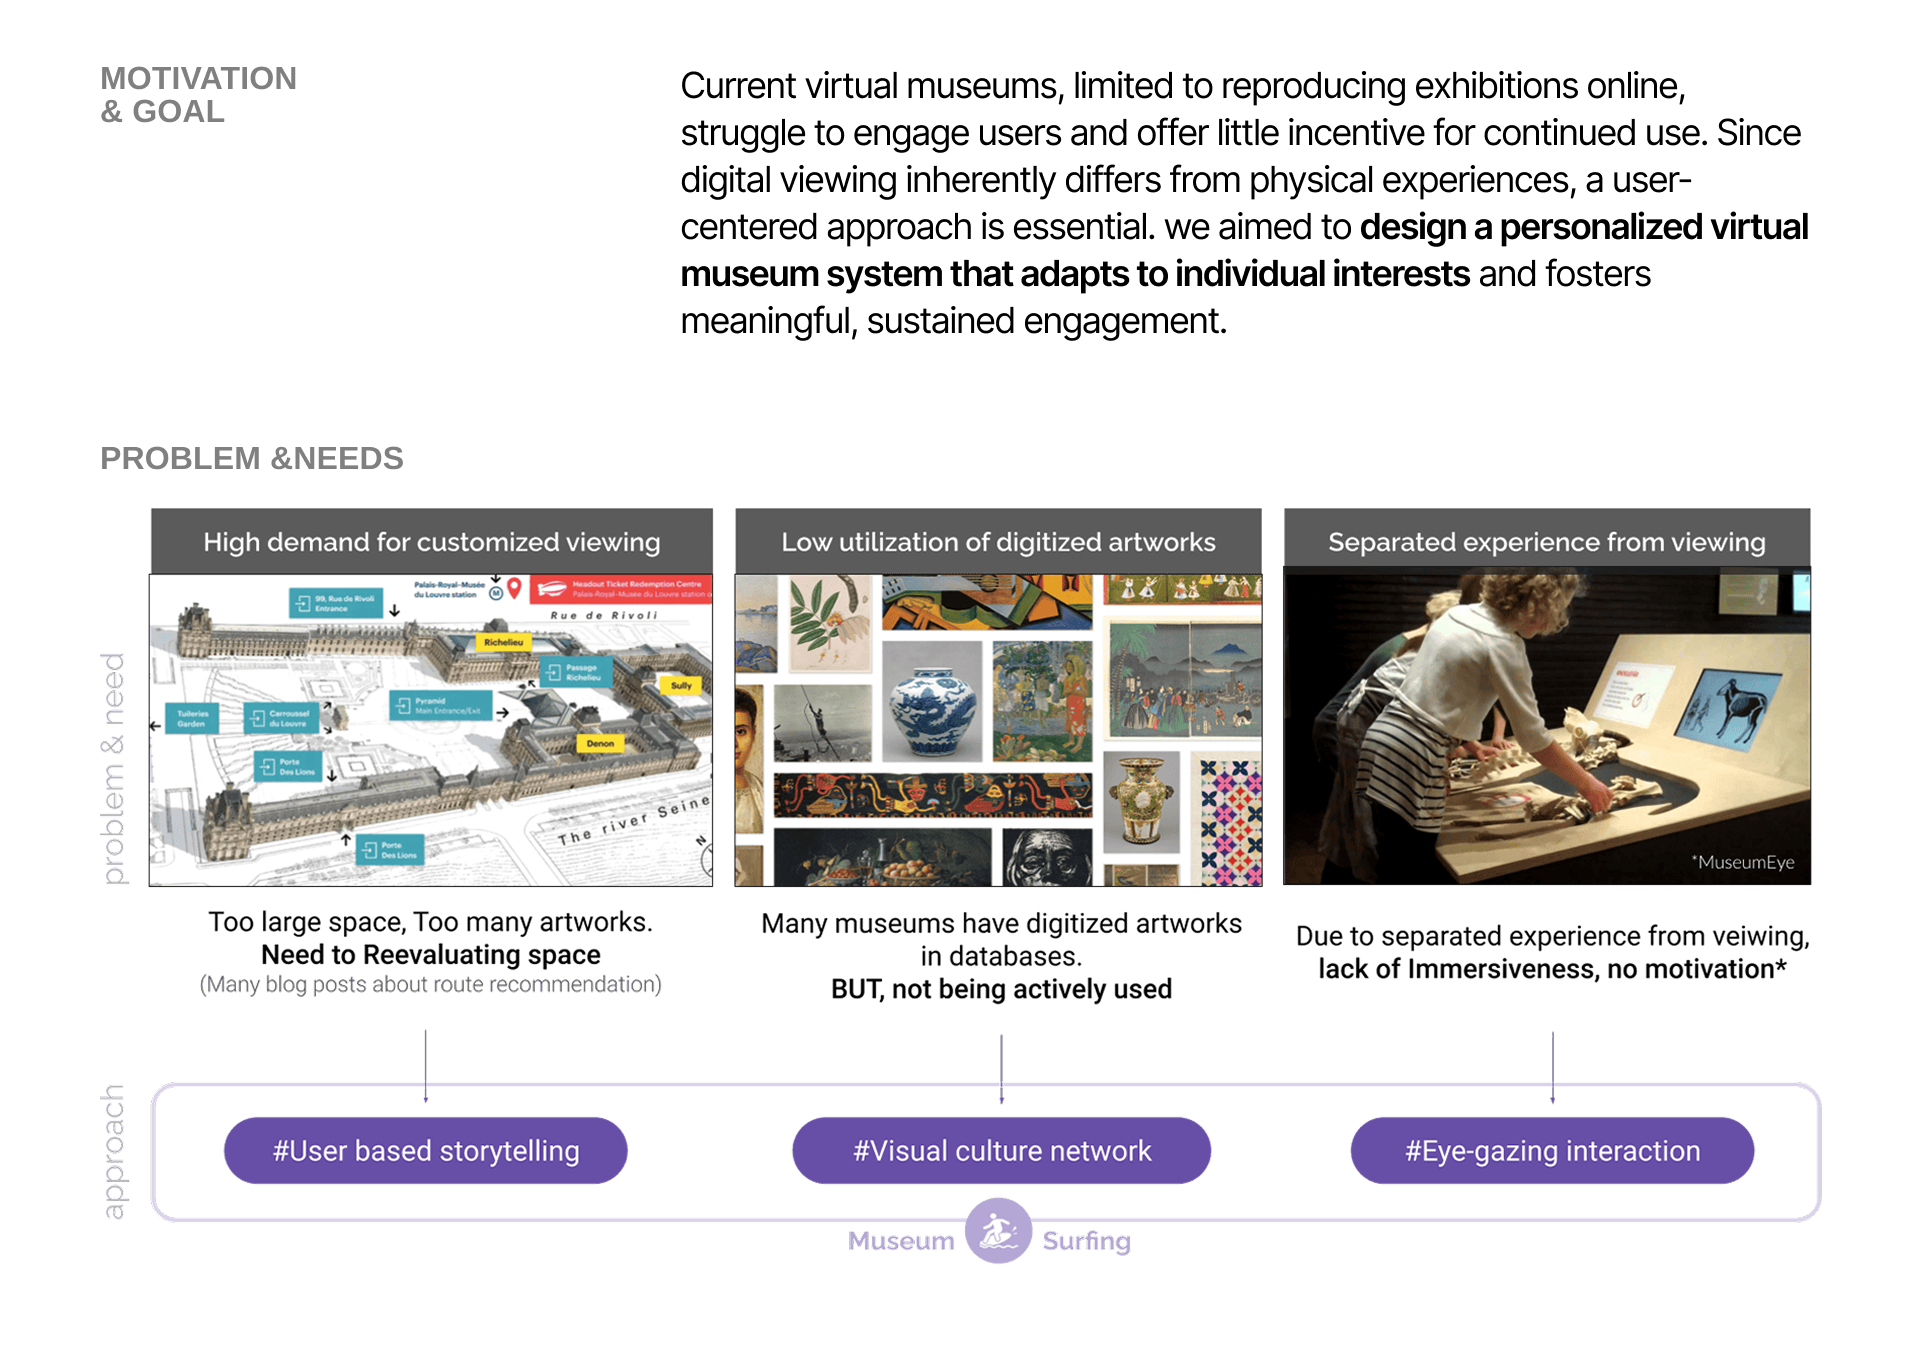 MOTIVATION
& GOAL
Current virtual museums, limited to reproducing exhibitions online,
struggle to engage users and offer little incentive for continued use. Since
digital viewing inherently differs from physical experiences, a user-
centered approach is essential. we aimed to design a personalized virtual
museum system that adapts to individual interests and fosters
meaningful, sustained engagement.
PROBLEM &NEEDS
problem & need
High demand for customized viewing
99, Rue de Rivoli
Entrance
Palais-Royal-Musée
du Louvre station
M
Headout Ticket Redemption Centre
Palais-Royal-Musée du Louvre station
Rue de Rivoli
Richelieu
Passage
Richelieu
Sully
Pyramid
Main Entrance/Exit
Tuileries
Garden
Carroussel
du Louvre
Denon
Porte
Des Lions
The river Seine
N
Porte
Des Lions
Too large space, Too many artworks.
Need to Reevaluating space
(Many blog posts about route recommendation)
Low utilization of digitized artworks
Many museums have digitized artworks
in databases.
BUT, not being actively used
Separated experience from viewing
*MuseumEye
Due to separated experience from veiwing,
lack of Immersiveness, no motivation*
approach
#User based storytelling
#Visual culture network
#Eye-gazing interaction
Museum Surfing